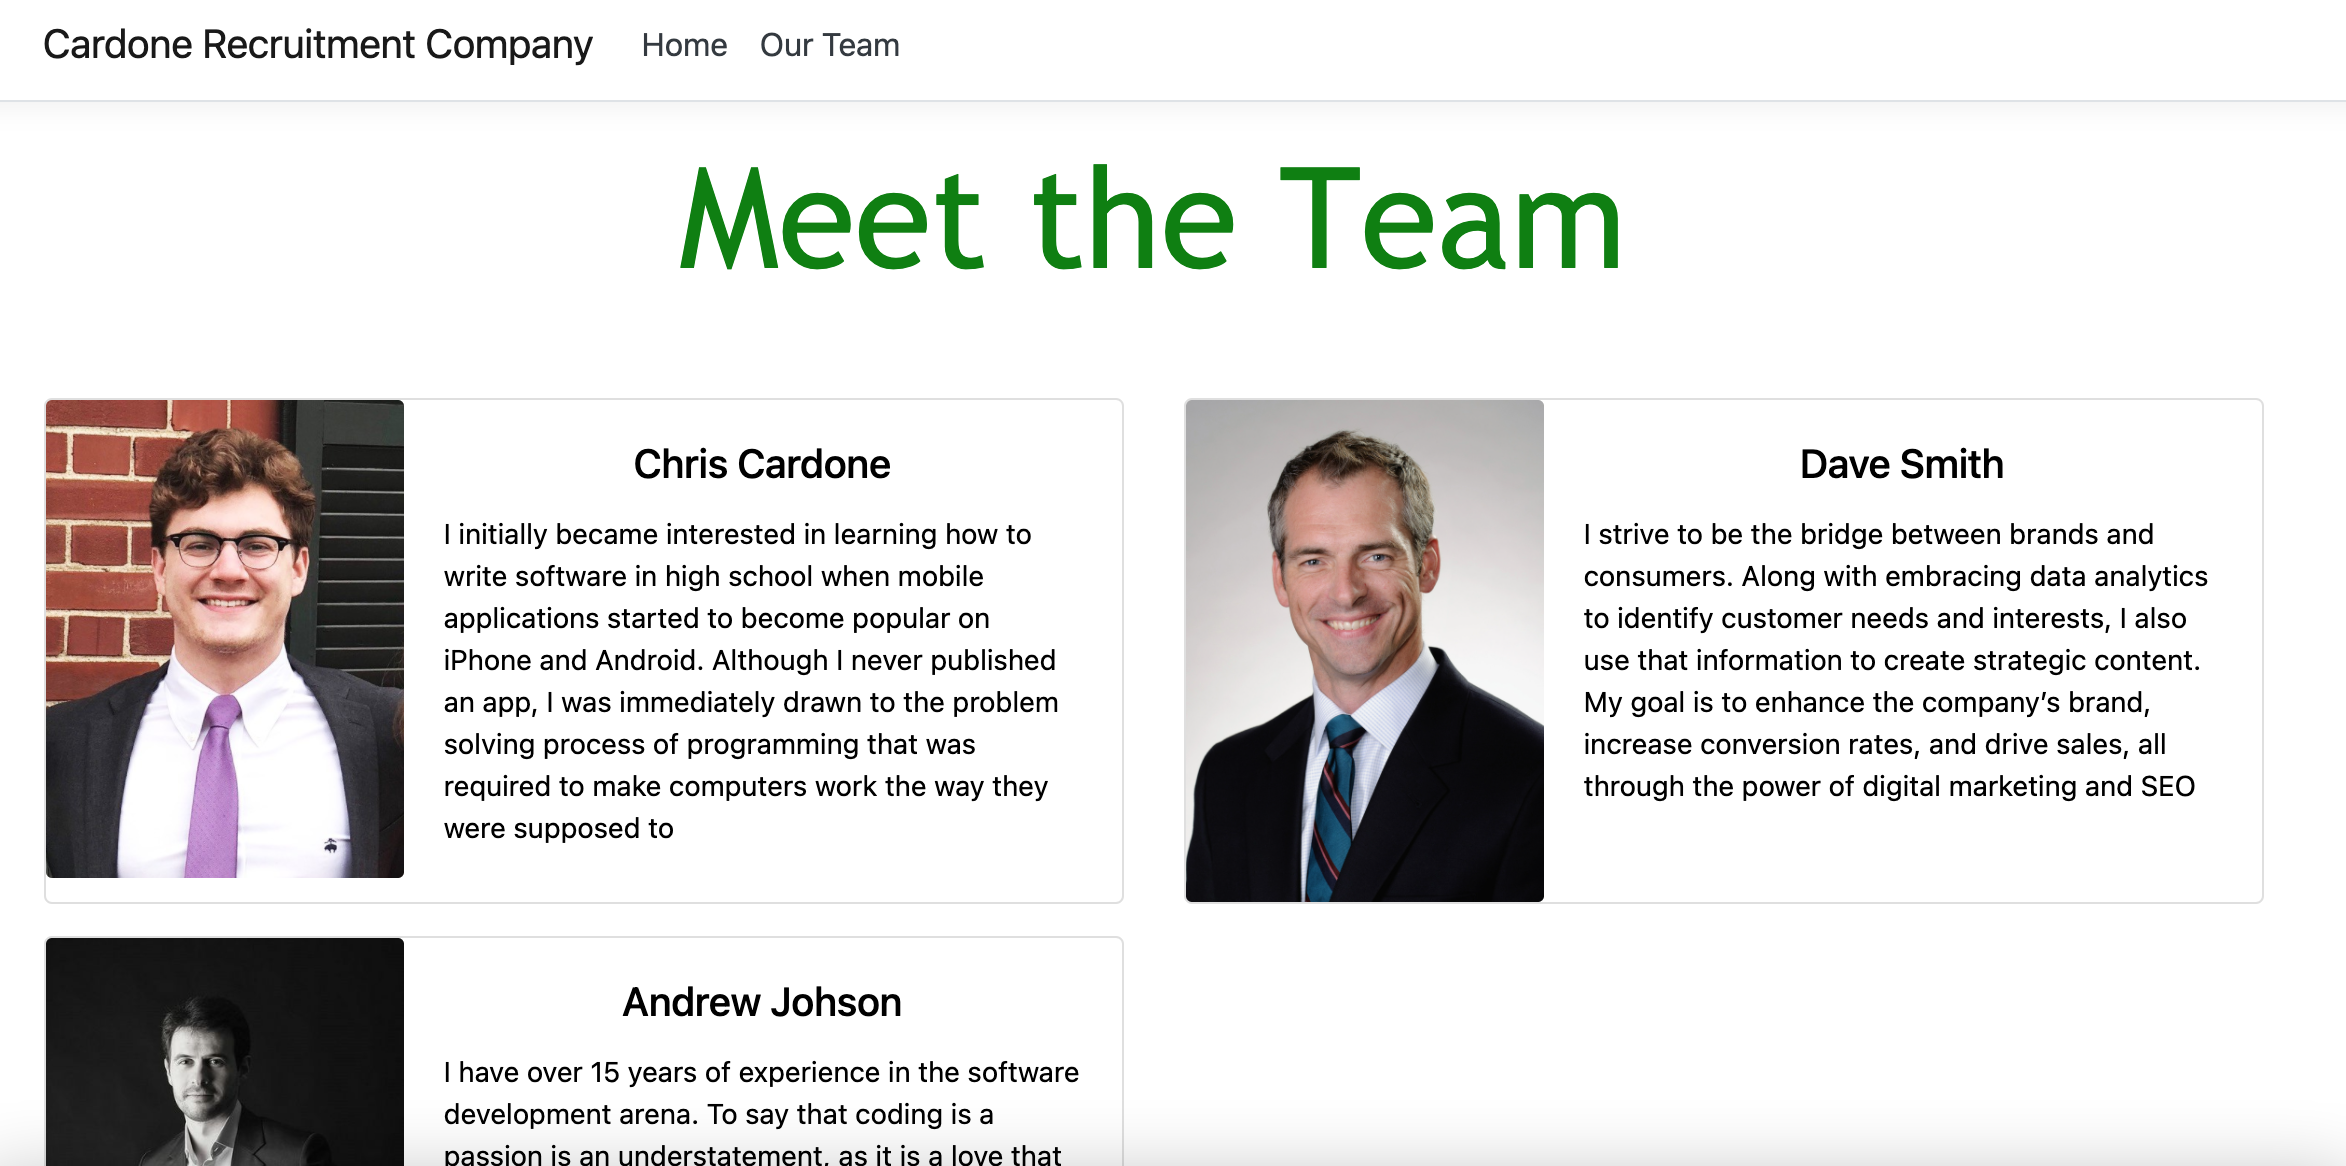 Cardone Recruitment Company Home Our Team
Meet the Team
Chris Cardone
I initially became interested in learning how to
write software in high school when mobile
applications started to become popular on
iPhone and Android. Although I never published
an app, I was immediately drawn to the problem
solving process of programming that was
required to make computers work the way they
were supposed to
Dave Smith
I strive to be the bridge between brands and
consumers. Along with embracing data analytics
to identify customer needs and interests, I also
use that information to create strategic content.
My goal is to enhance the company’s brand,
increase conversion rates, and drive sales, all
through the power of digital marketing and SEO
Andrew Johson
I have over 15 years of experience in the software
development arena. To say that coding is a
passion is an understatement, as it is a love that